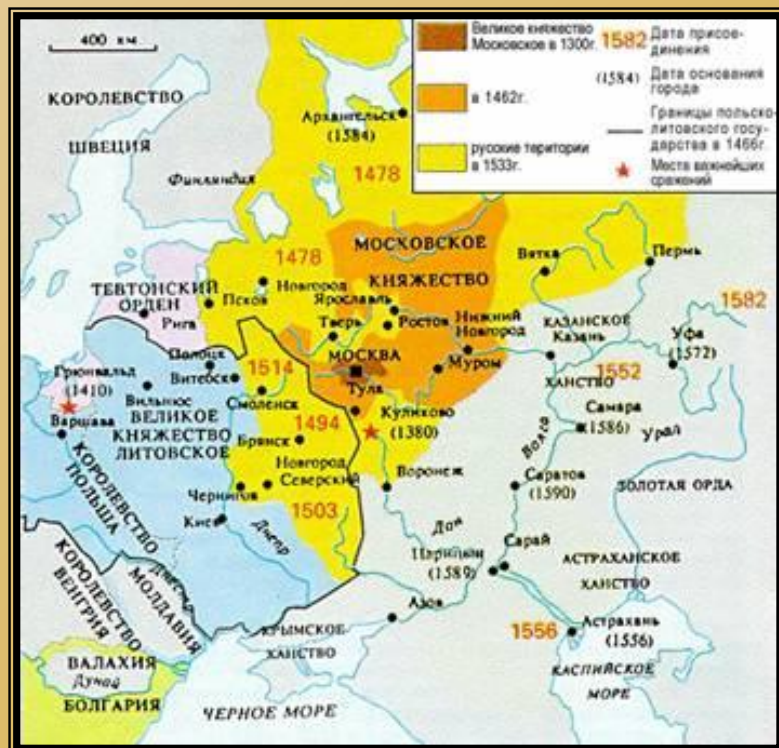 400 км
Великое княжество
Московское в 1300г.
в 1462г.
русские територии
в 1533г.
1582 Дата присое-
динения
(1584) Дата основания
города
Границы польско-
литовского госу-
дарства в 1466г.
Места важнейших
сражений
КОРОЛЕВСТВО
ШВЕЦИЯ
Финляндия
Архангельск
(1584)
1478
МОСКОВСКОЕ
КНЯЖЕСТВО
Вятка
Пермь
1478
Новгород
Псков
ТЕВТОНСКИЙ
ОРДЕН
Рига
Ярославль
Ростов
Тверь
Нижний
Новгород
МОСКВА
Муром
Тула
КАЗАНСКОЕ
Казань
ХАНСТВО
1552
1582
Уфа
(1572)
Полоцк
Витебск
1514
Смоленск
Грюнвальд
(1410)
Вильнюс
Варшава
ВЕЛИКОЕ
КНЯЖЕСТВО
ЛИТОВСКОЕ
1494
Куликово
(1380)
Брянск
Новгород
Северский
Чернигов
1503
Киев
Днепр
КОРОЛЕВСТВО
ПОЛЬША
Воронеж
Волга
Самара
(1586)
Урал
Саратов
(1590)
ЗОЛОТАЯ ОРДА
Дон
Царицын
(1589)
Сарай
АСТРАХАНСКОЕ
ХАНСТВО
Астрахань
(1556)
1556
Азов
КРЫМСКОЕ
ХАНСТВО
КОРОЛЕВСТВО
ВЕНГРИЯ
МОЛДАВИЯ
Днестр
ВАЛАХИЯ
Дунай
БОЛГАРИЯ
ЧЕРНОЕ МОРЕ
КАСПИЙСКОЕ
МОРЕ